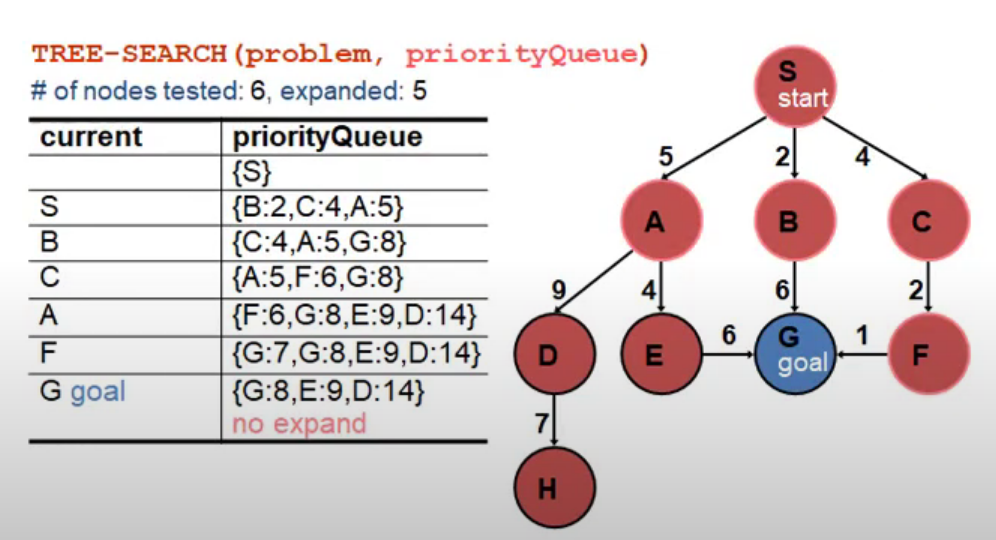 TREE-SEARCH(problem, priorityQueue)
# of nodes tested: 6, expanded: 5
current priorityQueue
{S}
S {B:2,C:4,A:5}
B {C:4,A:5,G:8}
C {A:5,F:6,G:8}
A {F:6,G:8,E:9,D:14}
F {G:7,G:8,E:9,D:14}
G goal {G:8,E:9,D:14}
no expand
S
start
5 2 4
A B C
9 4 6 2
D E 6 G 1 F
goal
7
H